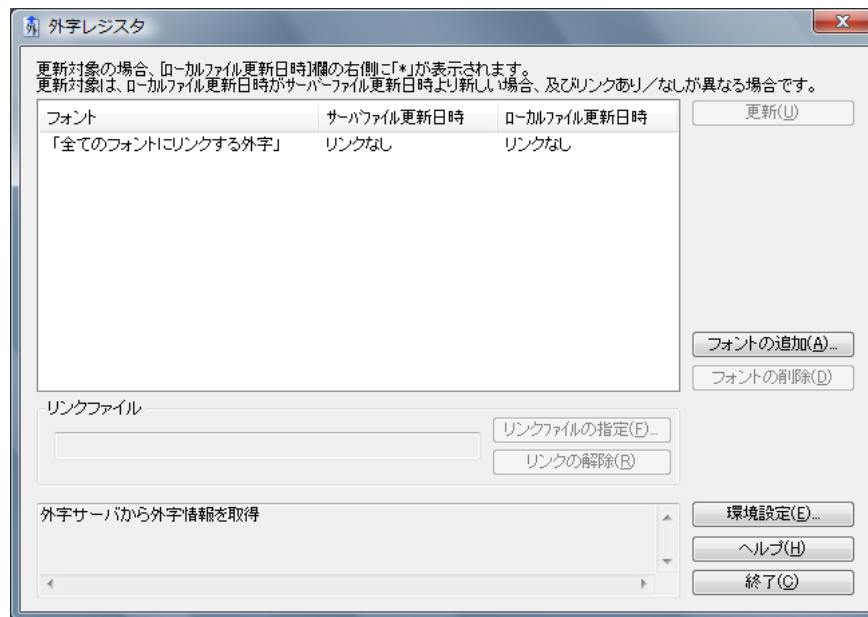 外字レジスタ
更新対象の場合、[ローカルファイル更新日時]欄の右側に「*」が表示されます。
更新対象は、ローカルファイル更新日時がサーバーファイル更新日時より新しい場合、及びリンクあり／なしが異なる場合です。
フォント サーバファイル更新日時 ローカルファイル更新日時
「全てのフォントにリンクする外字」 リンクなし リンクなし
更新(U)
フォントの追加(A)...
フォントの削除(D)
リンクファイル
リンクファイルの指定(F)...
リンクの解除(R)
外字サーバから外字情報を取得
環境設定(E)...
ヘルプ(H)
終了(C)